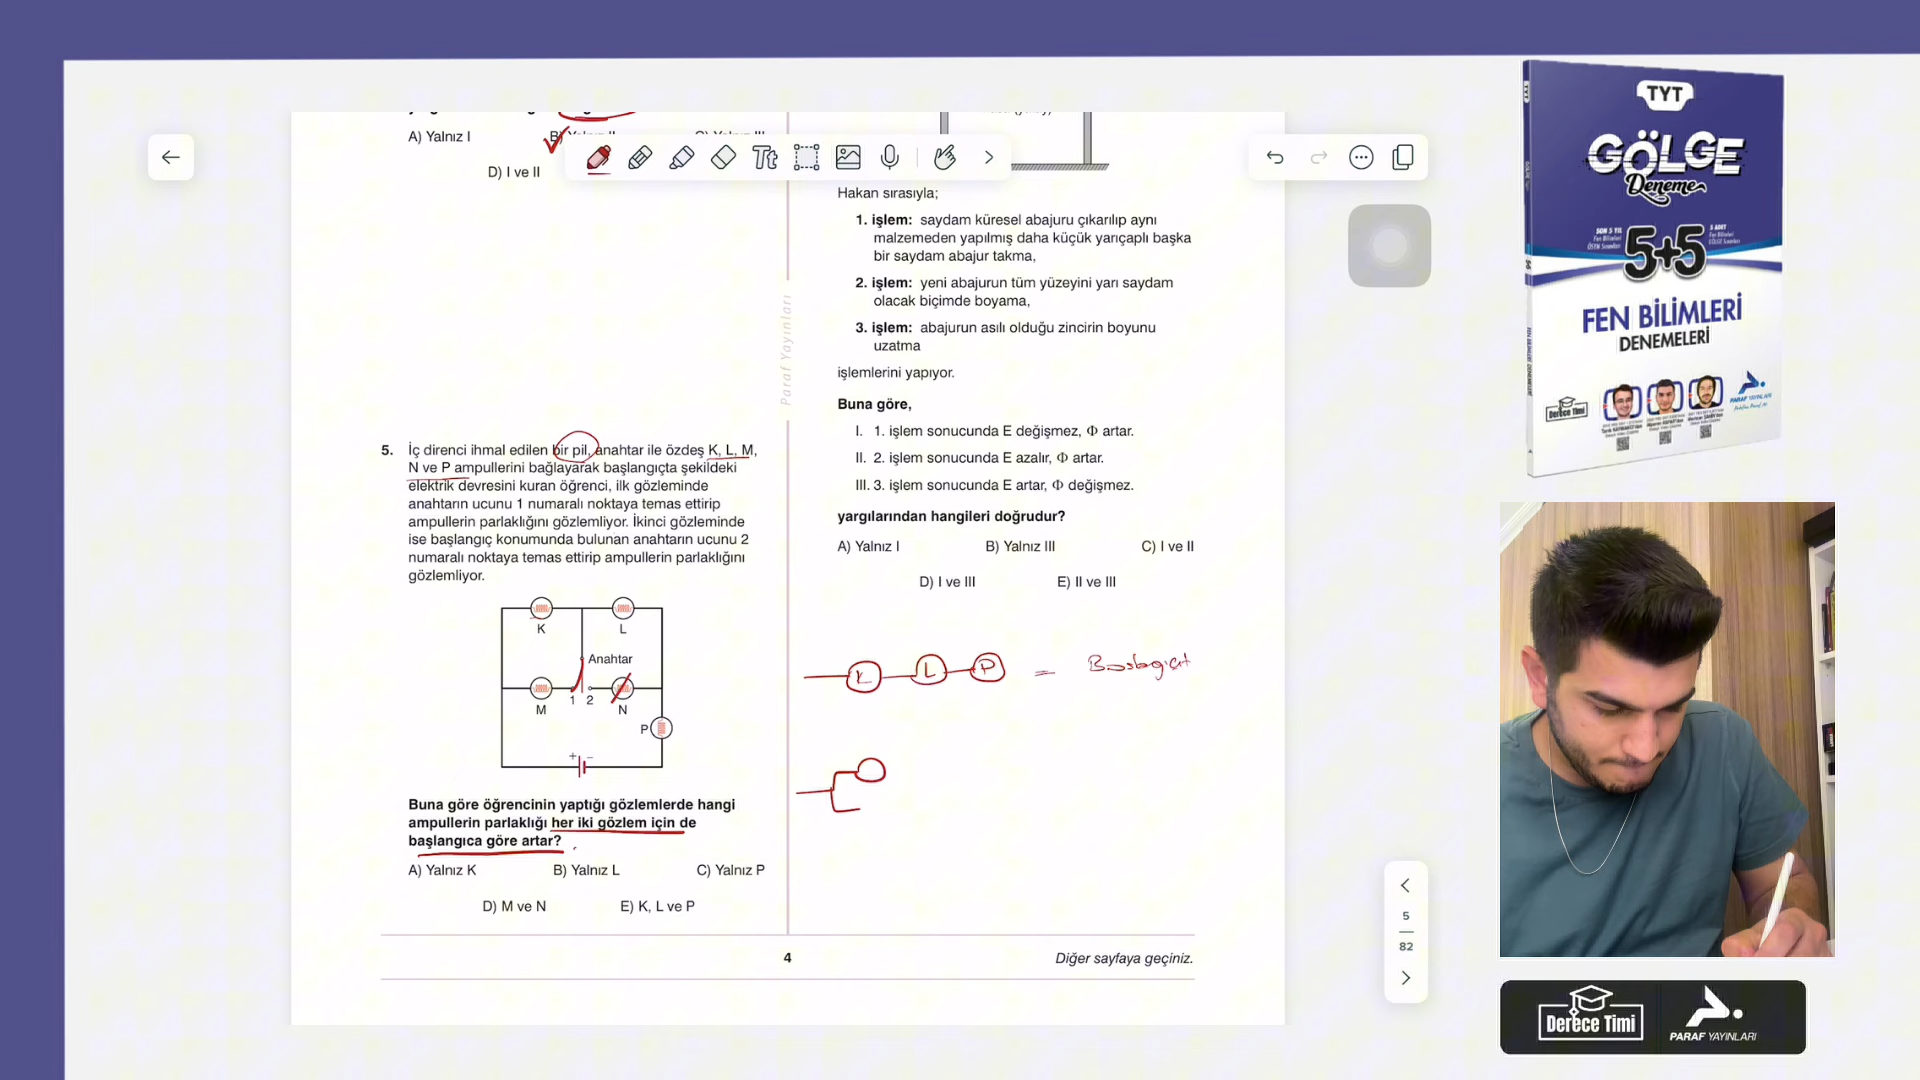 A) Yalnız I
D) I ve II
5. İç direnci ihmal edilen bir pil, anahtar ile özdeş K, L, M,
N ve P ampullerini bağlayarak başlangıçta şekildeki
elektrik devresini kuran öğrenci, ilk gözleminde
anahtarın ucunu 1 numaralı noktaya temas ettirip
ampullerin parlaklığını gözlemliyor. İkinci gözleminde
ise başlangıç konumunda bulunan anahtarın ucunu 2
numaralı noktaya temas ettirip ampullerin parlaklığını
gözlemliyor.
K
L
Anahtar
1 2
M
N
P
+ −
Buna göre öğrencinin yaptığı gözlemlerde hangi
ampullerin parlaklığı her iki gözlem için de
başlangıca göre artar?
A) Yalnız K B) Yalnız L C) Yalnız P
D) M ve N E) K, L ve P
Paraf Yayınları
Hakan sırasıyla;
1. işlem: saydam küresel abajuru çıkarılıp aynı
malzemeden yapılmış daha küçük yarıçaplı başka
bir saydam abajur takma,
2. işlem: yeni abajurun tüm yüzeyini yarı saydam
olacak biçimde boyama,
3. işlem: abajurun asılı olduğu zincirin boyunu
uzatma
işlemlerini yapıyor.
Buna göre,
I. 1. işlem sonucunda E değişmez, Φ artar.
II. 2. işlem sonucunda E azalır, Φ artar.
III. 3. işlem sonucunda E artar, Φ değişmez.
yargılarından hangileri doğrudur?
A) Yalnız I B) Yalnız III C) I ve II
D) I ve III E) II ve III
L P =
4
Diğer sayfaya geçiniz.
Tt
5
82
TYT
GÖLGE
Deneme
5+5
FEN BİLİMLERİ
DENEMELERİ
Derece Timi
PARAF YAYINLARI
Derece Timi
PARAF YAYINLARI